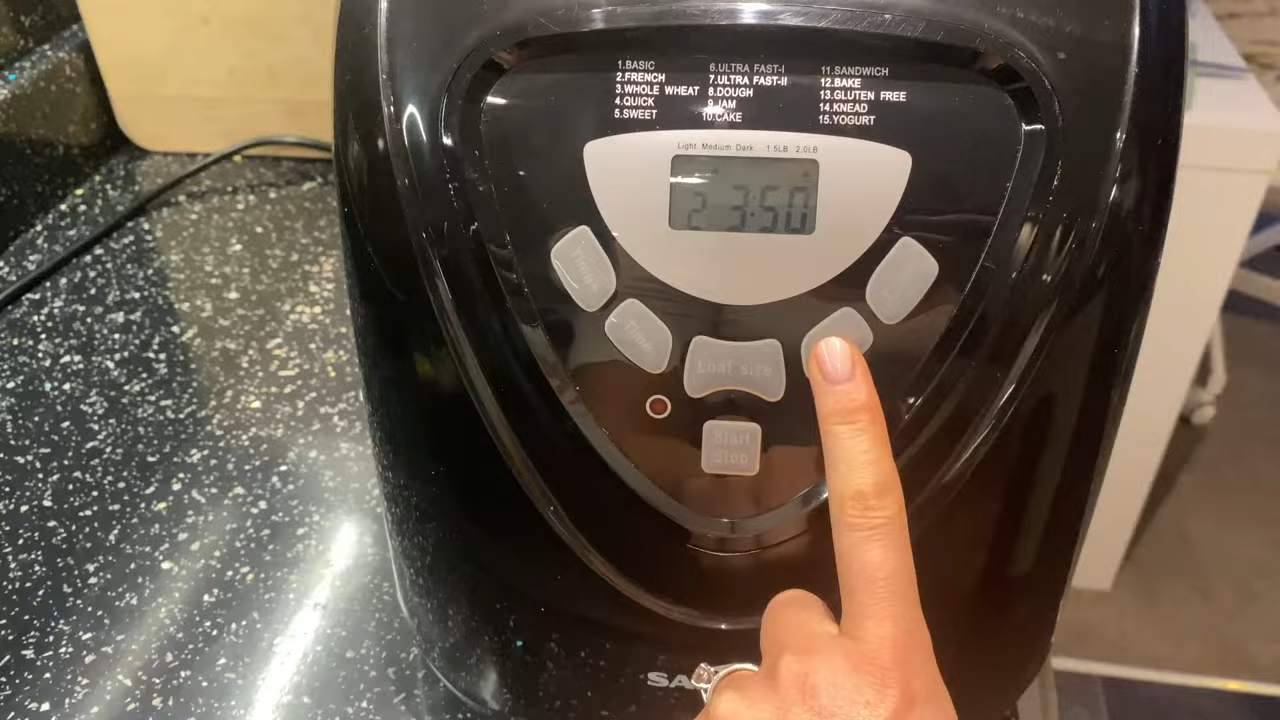 1.BASIC
2.FRENCH
3.WHOLE WHEAT
4.QUICK
5.SWEET
6.ULTRA FAST-I
7.ULTRA FAST-II
8.DOUGH
9.JAM
10.CAKE
11.SANDWICH
12.BAKE
13.GLUTEN FREE
14.KNEAD
15.YOGURT
Light Medium Dark 1.5LB 2.0LB
2 3:50
Loaf size
Start
Stop
SA